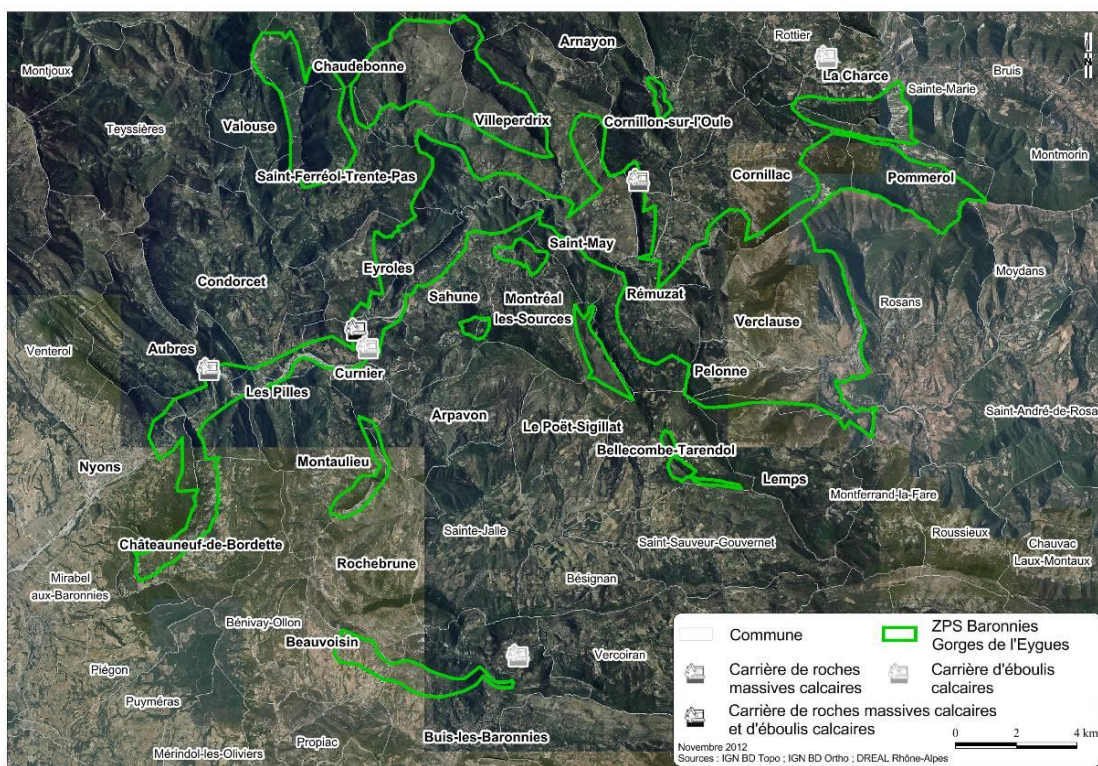 Rottier
Arnayon
La Charce
Bruis
Montjoux
Chaudebonne
Sainte-Marie
Teyssières
Valouse
Villeperdrix
Cornillon-sur-l'Oule
Montmorin
Saint-Ferréol-Trente-Pas
Cornillac
Pommerol
Saint-May
Eyroles
Condorcet
Moydans
Sahune
Montréal
les-Sources
Rémuzat
Rosans
Verclause
Venterol
Aubres
Curnier
Pelonne
Les Pilles
Arpavon
Le Poët-Sigillat
Saint-André-de-Rosa
Nyons
Montaulieu
Bellecombe-Tarendol
Lemps
Montferrand-la-Fare
Châteauneuf-de-Bordette
Sainte-Jalle
Saint-Sauveur-Gouvernet
Roussieux
Chauvac
Laux-Montaux
Rochebrune
Mirabel
aux-Baronnies
Bésignan
Bénivay-Ollon
Beauvoisin
Vercoiran
Piégon
Puyméras
Buis-les-Baronnies
Propiac
Mérindol-les-Oliviers
Commune
ZPS Baronnies
Gorges de l'Eygues
Carrière de roches
massives calcaires
Carrière d'éboulis
calcaires
Carrière de roches massives calcaires
et d'éboulis calcaires
0 2 4 km
Novembre 2012
Sources : IGN BD Topo ; IGN BD Ortho ; DREAL Rhône-Alpes